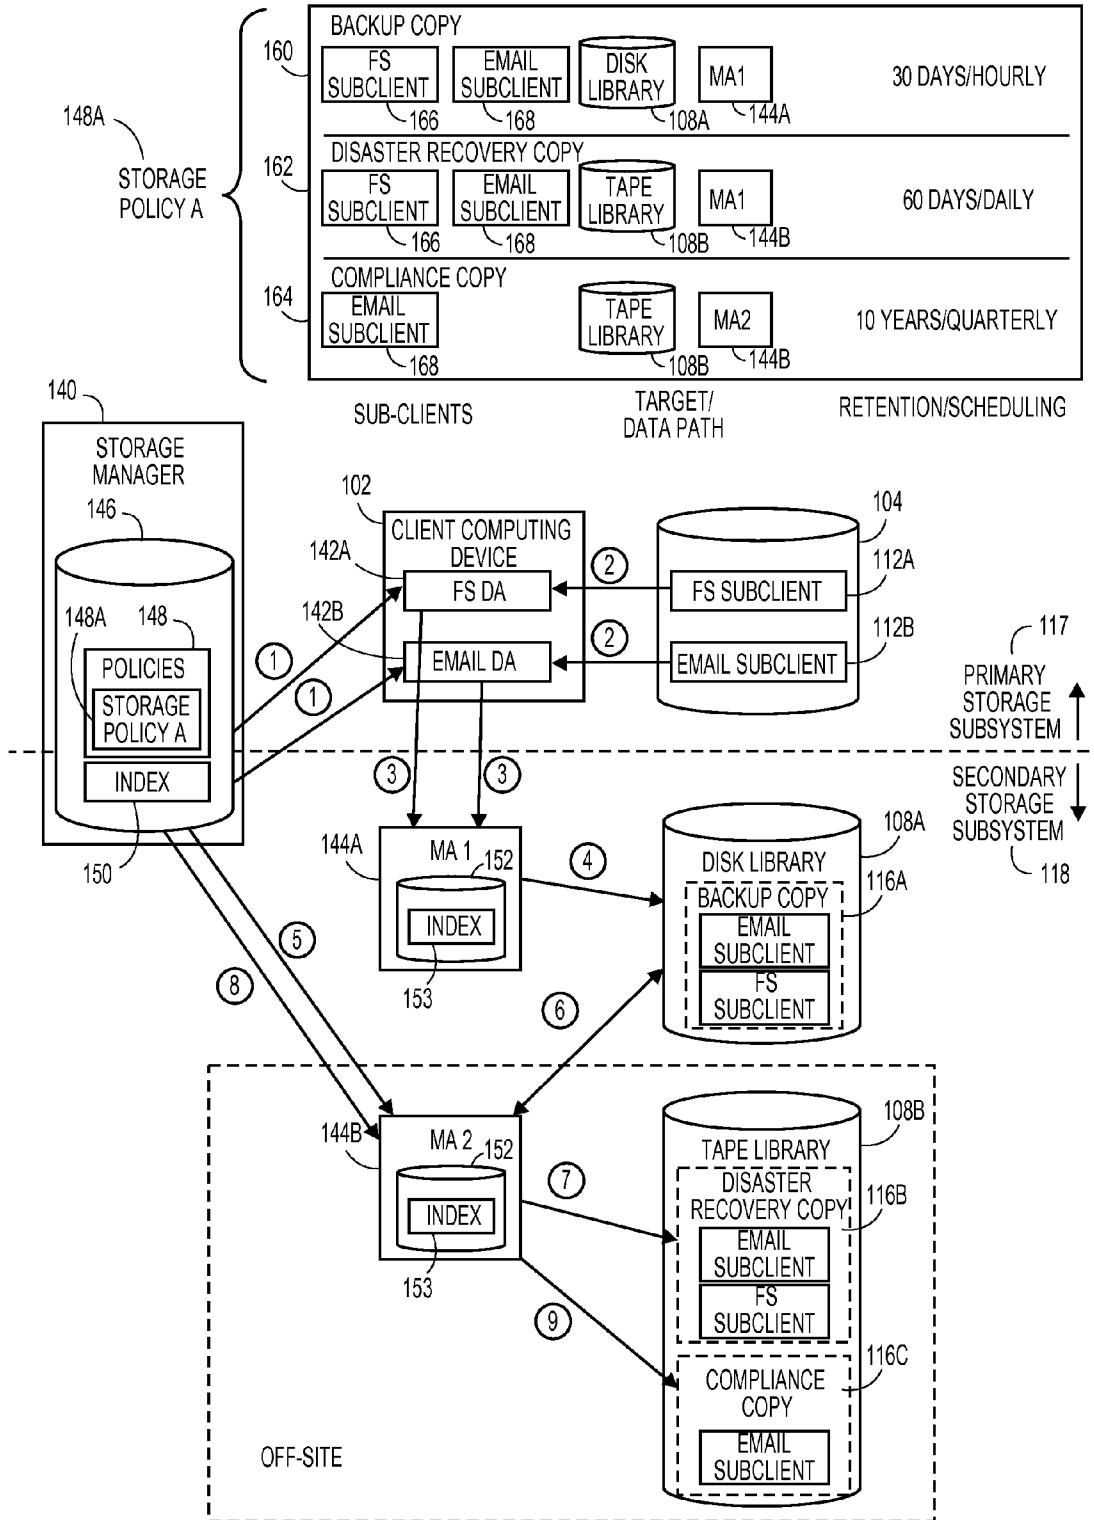 BACKUP COPY
160
FS SUBCLIENT
166
EMAIL SUBCLIENT
168
DISK LIBRARY
108A
MA1
144A
30 DAYS/HOURLY
148A
STORAGE POLICY A
DISASTER RECOVERY COPY
162
FS SUBCLIENT
166
EMAIL SUBCLIENT
168
TAPE LIBRARY
108B
MA1
144B
60 DAYS/DAILY
COMPLIANCE COPY
164
EMAIL SUBCLIENT
168
TAPE LIBRARY
108B
MA2
144B
10 YEARS/QUARTERLY
SUB-CLIENTS
TARGET/
DATA PATH
RETENTION/SCHEDULING
140
STORAGE
MANAGER
146
148A
148
POLICIES
STORAGE
POLICY A
INDEX
150
102
CLIENT COMPUTING
DEVICE
142A
FS DA
142B
EMAIL DA
104
FS SUBCLIENT
112A
EMAIL SUBCLIENT
112B
1
1
2
2
117
PRIMARY
STORAGE
SUBSYSTEM
SECONDARY
STORAGE
SUBSYSTEM
118
3
3
144A
MA 1
152
INDEX
153
4
108A
DISK LIBRARY
116A
BACKUP COPY
EMAIL
SUBCLIENT
FS
SUBCLIENT
5
8
6
144B
MA 2
152
INDEX
153
7
9
108B
TAPE LIBRARY
DISASTER
RECOVERY COPY
116B
EMAIL
SUBCLIENT
FS
SUBCLIENT
116C
COMPLIANCE
COPY
EMAIL
SUBCLIENT
OFF-SITE